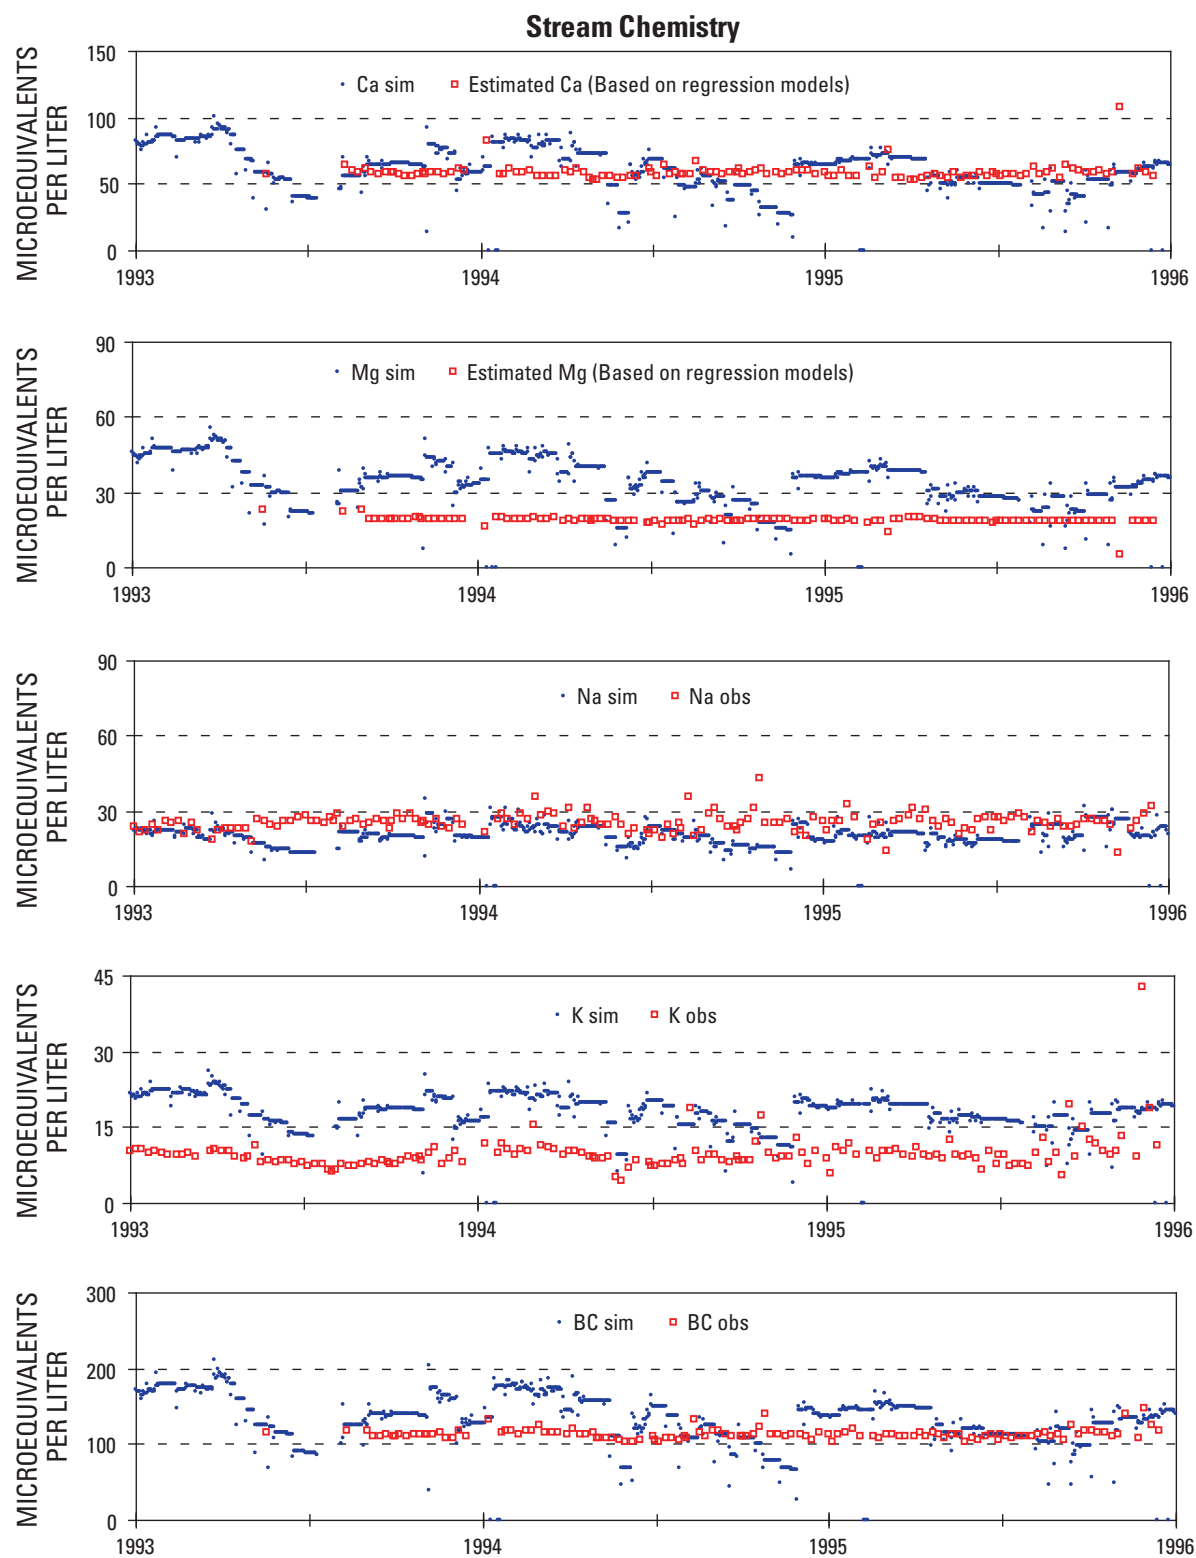 Stream Chemistry
MICROEQUIVALENTS
PER LITER
150
100
50
0
Ca sim
Estimated Ca (Based on regression models)
1993
1994
1995
1996
MICROEQUIVALENTS
PER LITER
90
60
30
0
Mg sim
Estimated Mg (Based on regression models)
1993
1994
1995
1996
MICROEQUIVALENTS
PER LITER
90
60
30
0
Na sim
Na obs
1993
1994
1995
1996
MICROEQUIVALENTS
PER LITER
45
30
15
0
K sim
K obs
1993
1994
1995
1996
MICROEQUIVALENTS
PER LITER
300
200
100
0
BC sim
BC obs
1993
1994
1995
1996